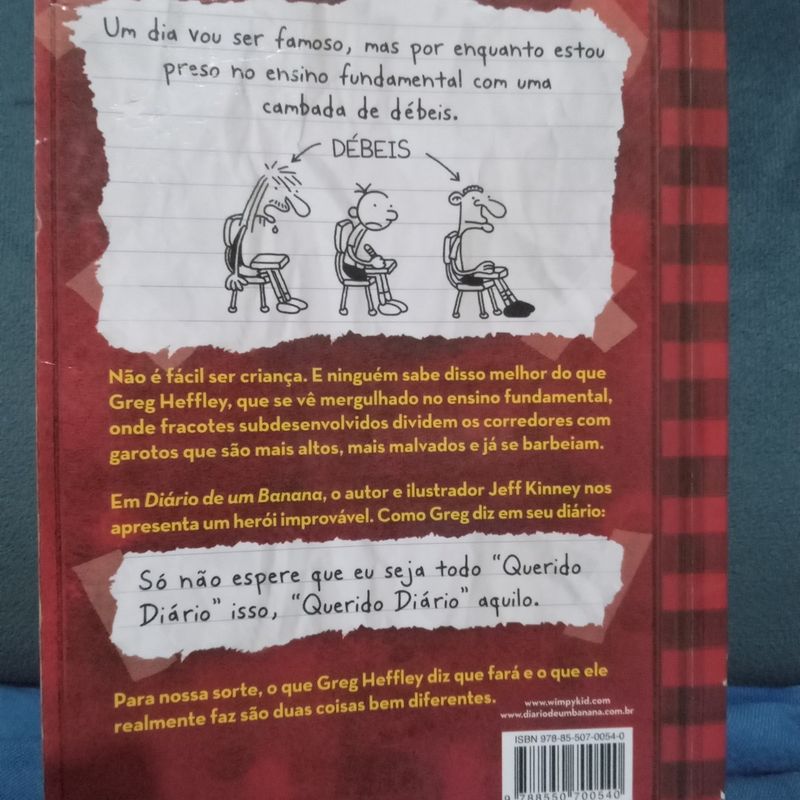 Um dia vou ser famoso, mas por enquanto estou
preso no ensino fundamental com uma
cambada de débeis.
DÉBEIS
Não é fácil ser criança. E ninguém sabe disso melhor do que
Greg Heffley, que se vê mergulhado no ensino fundamental,
onde fracotes subdesenvolvidos dividem os corredores com
garotos que são mais altos, mais malvados e já se barbeiam.
Em Diário de um Banana, o autor e ilustrador Jeff Kinney nos
apresenta um herói improvável. Como Greg diz em seu diário:
Só não espere que eu seja todo “Querido
Diário” isso, “Querido Diário” aquilo.
Para nossa sorte, o que Greg Heffley diz que fará e o que ele
realmente faz são duas coisas bem diferentes.
www.wimpykid.com
www.diariodeumbanana.com.br
ISBN 978-85-507-0054-0
9 788550 700540